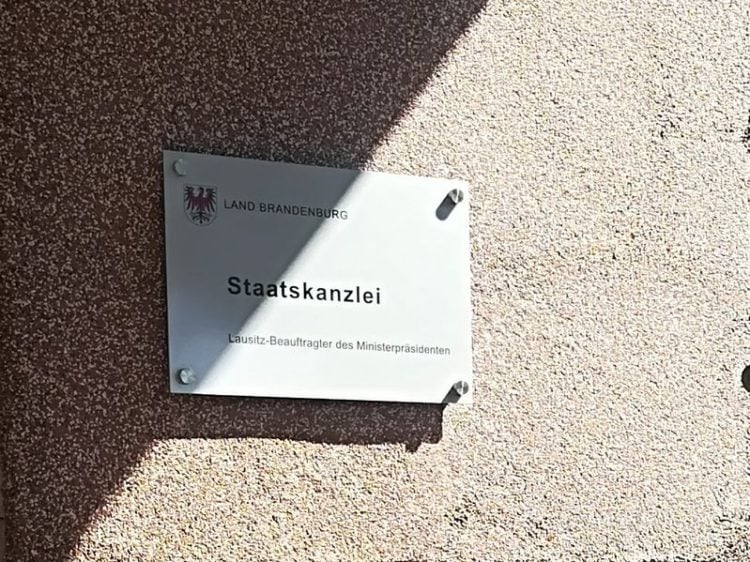 LAND BRANDENBURG
Staatskanzlei
Lausitz-Beauftragter des Ministerpräsidenten